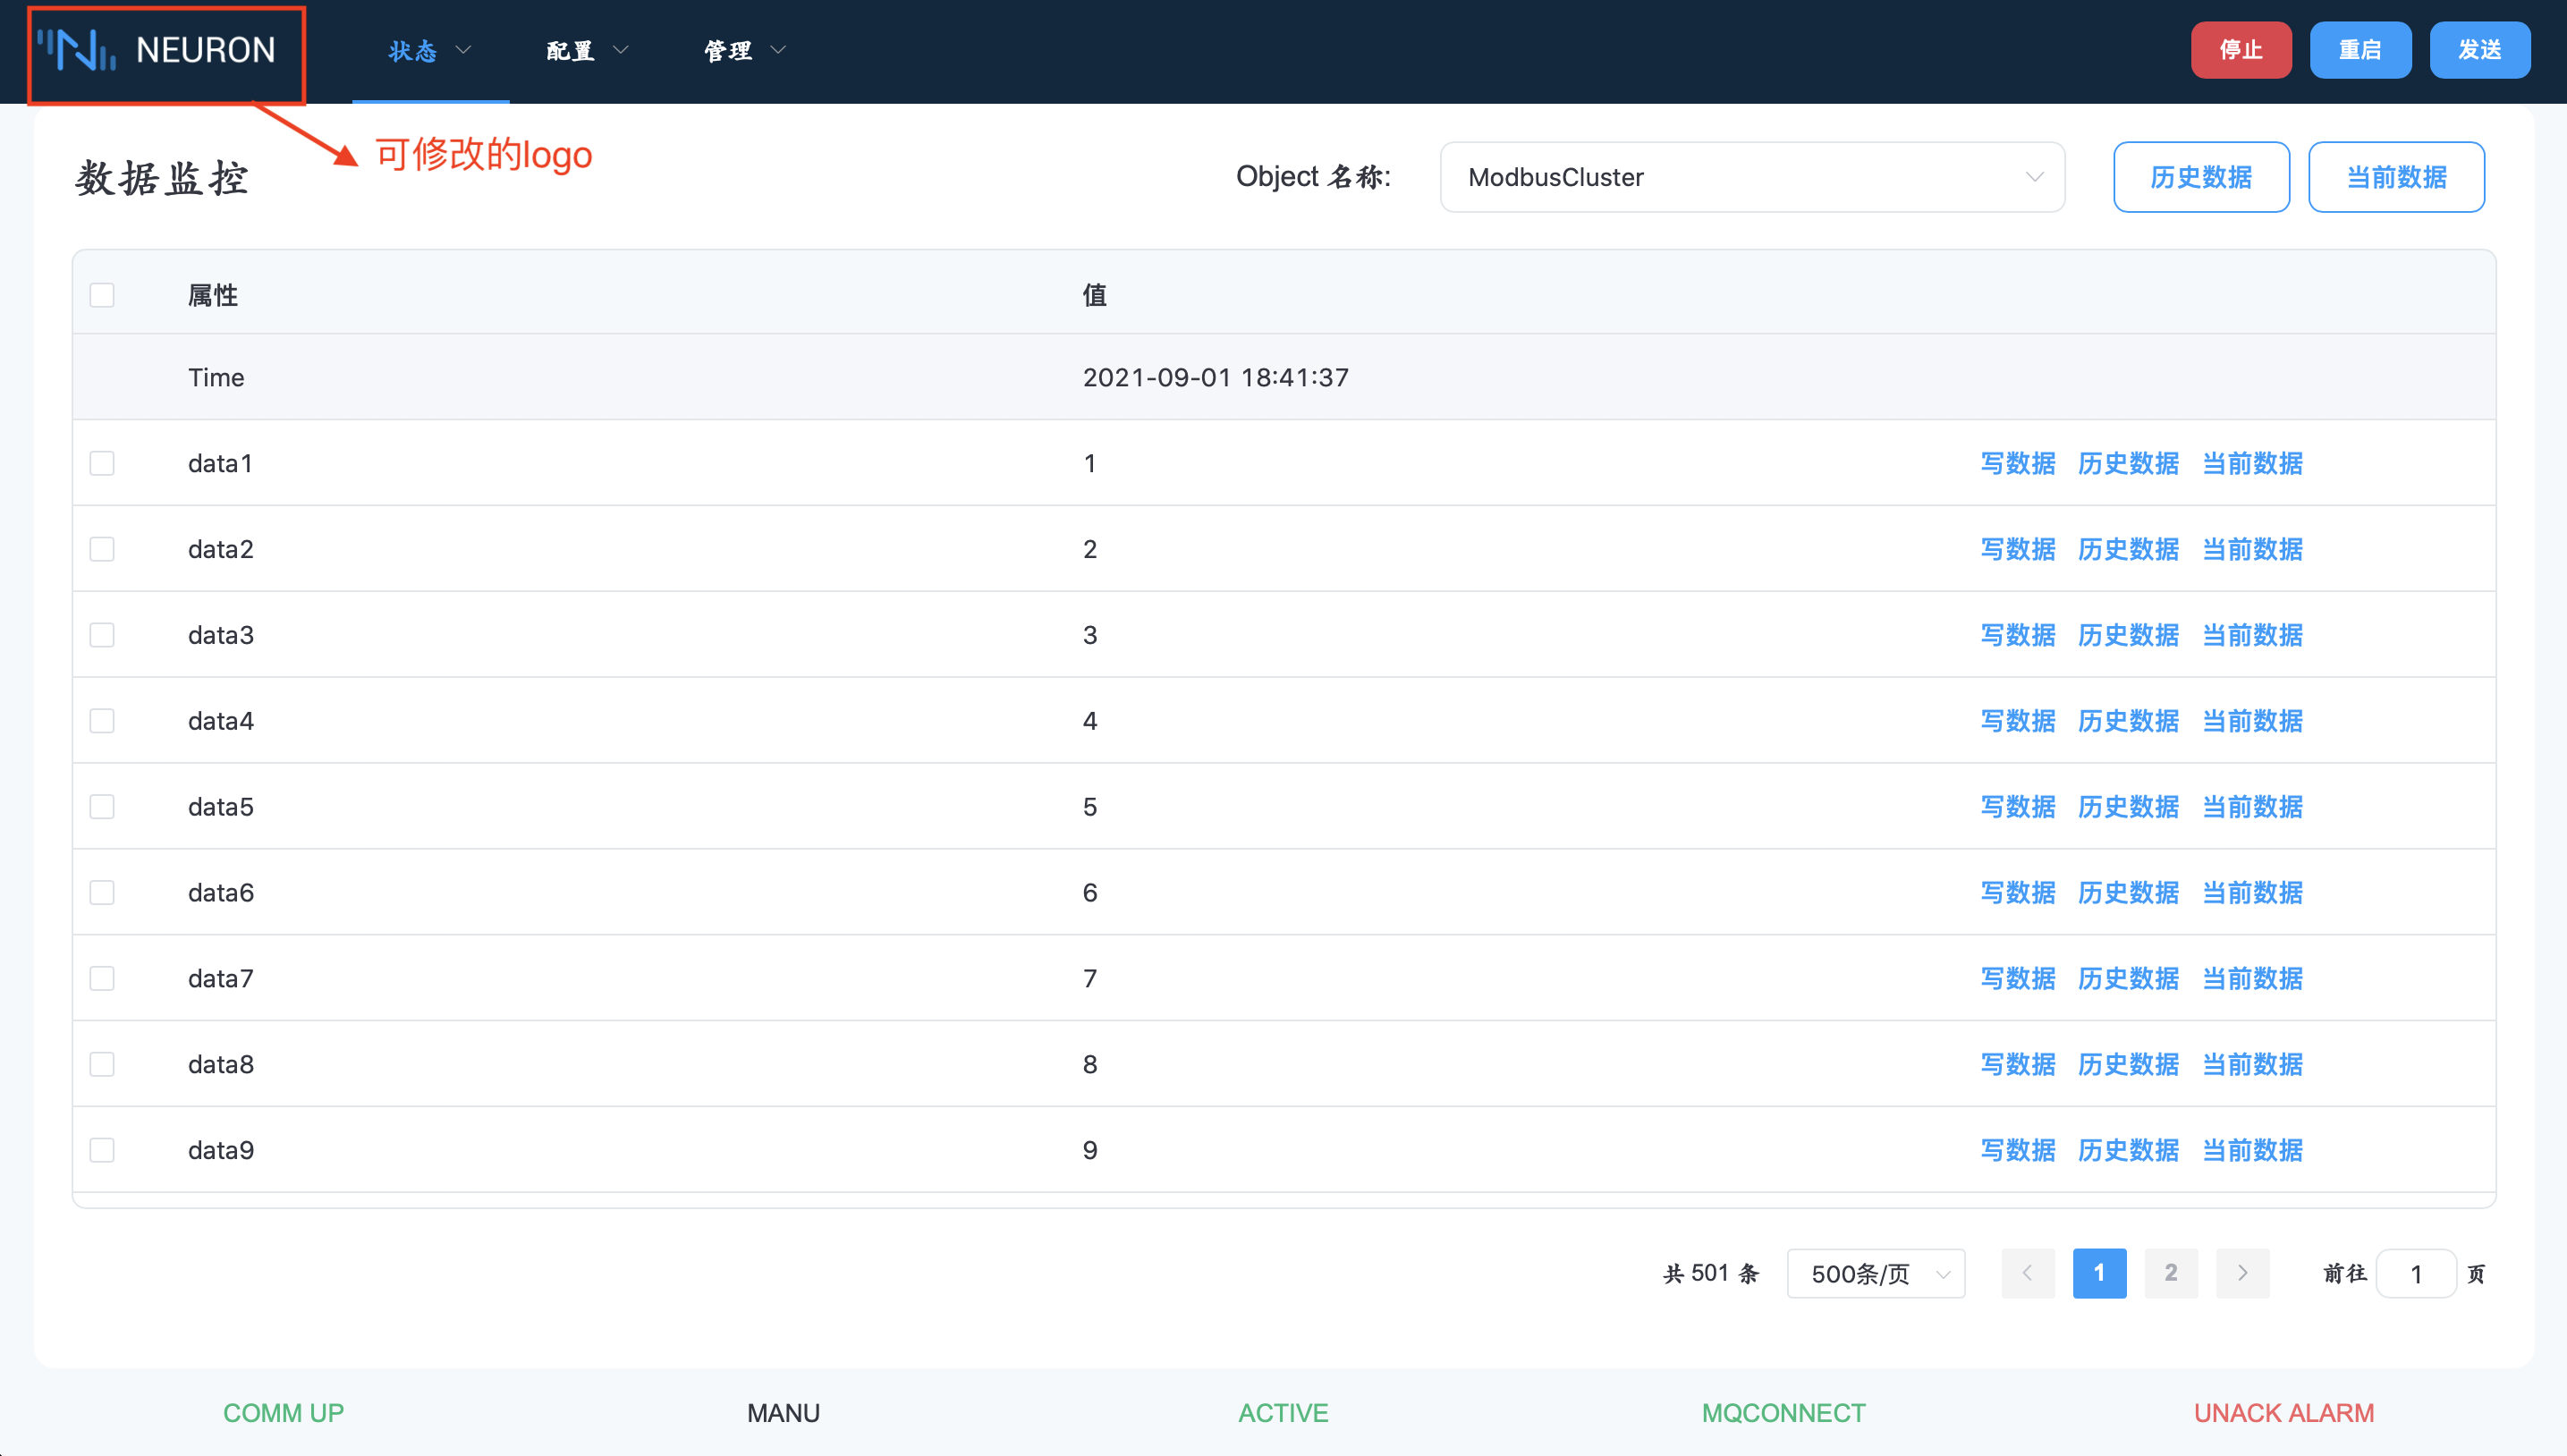 NEURON 状态 配置 管理 停止 重启 发送
可修改的logo
数据监控 Object 名称: ModbusCluster 历史数据 当前数据
属性 值
Time 2021-09-01 18:41:37
data1 1 写数据 历史数据 当前数据
data2 2 写数据 历史数据 当前数据
data3 3 写数据 历史数据 当前数据
data4 4 写数据 历史数据 当前数据
data5 5 写数据 历史数据 当前数据
data6 6 写数据 历史数据 当前数据
data7 7 写数据 历史数据 当前数据
data8 8 写数据 历史数据 当前数据
data9 9 写数据 历史数据 当前数据
共 501 条 500条/页 1 2 前往 1 页
COMM UP MANU ACTIVE MQCONNECT UNACK ALARM